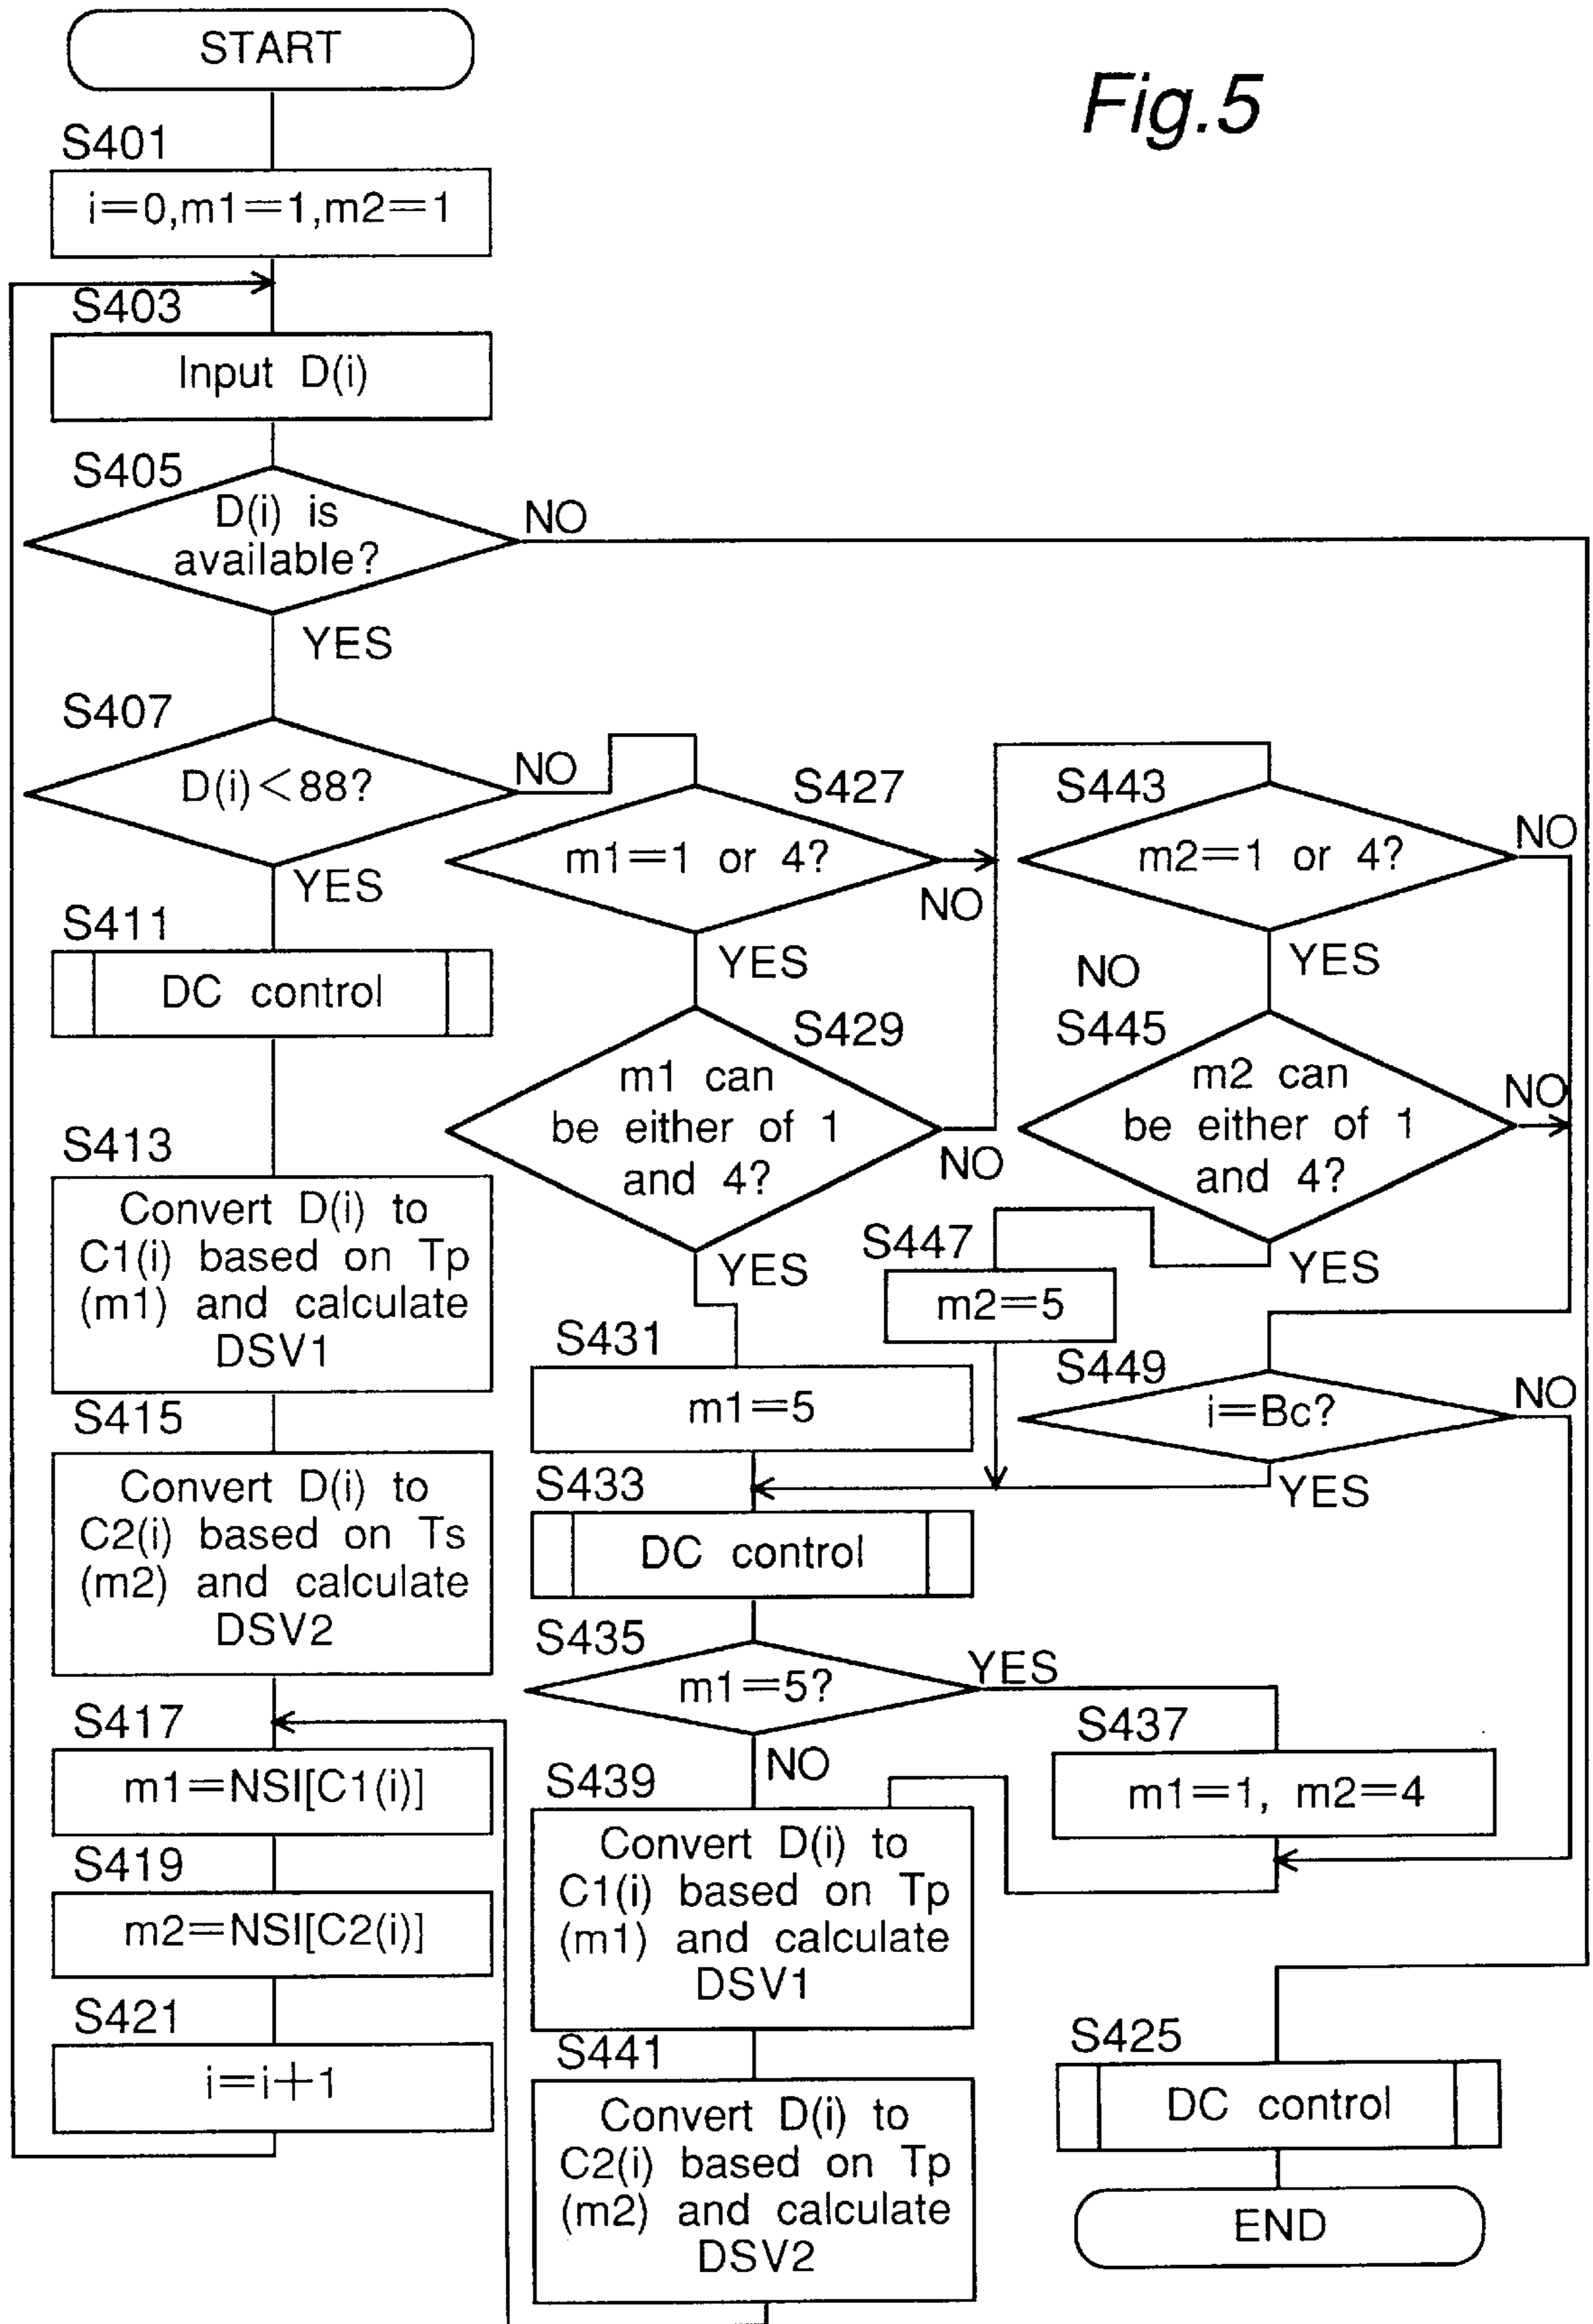 Fig.5
START
S401
i=0,m1=1,m2=1
S403
Input D(i)
S405
D(i) is
available?
NO
YES
S407
D(i)<88?
NO
YES
S411
DC control
S413
Convert D(i) to
C1(i) based on Tp
(m1) and calculate
DSV1
S415
Convert D(i) to
C2(i) based on Ts
(m2) and calculate
DSV2
S417
m1=NSI[C1(i)]
S419
m2=NSI[C2(i)]
S421
i=i+1
S427
m1=1 or 4?
NO
YES
S429
m1 can
be either of 1
and 4?
NO
YES
S431
m1=5
S433
DC control
S435
m1=5?
YES
NO
S437
m1=1, m2=4
S439
Convert D(i) to
C1(i) based on Tp
(m1) and calculate
DSV1
S441
Convert D(i) to
C2(i) based on Tp
(m2) and calculate
DSV2
S443
m2=1 or 4?
NO
YES
NO
S445
m2 can
be either of 1
and 4?
NO
YES
S447
m2=5
S449
i=Bc?
NO
YES
S425
DC control
END